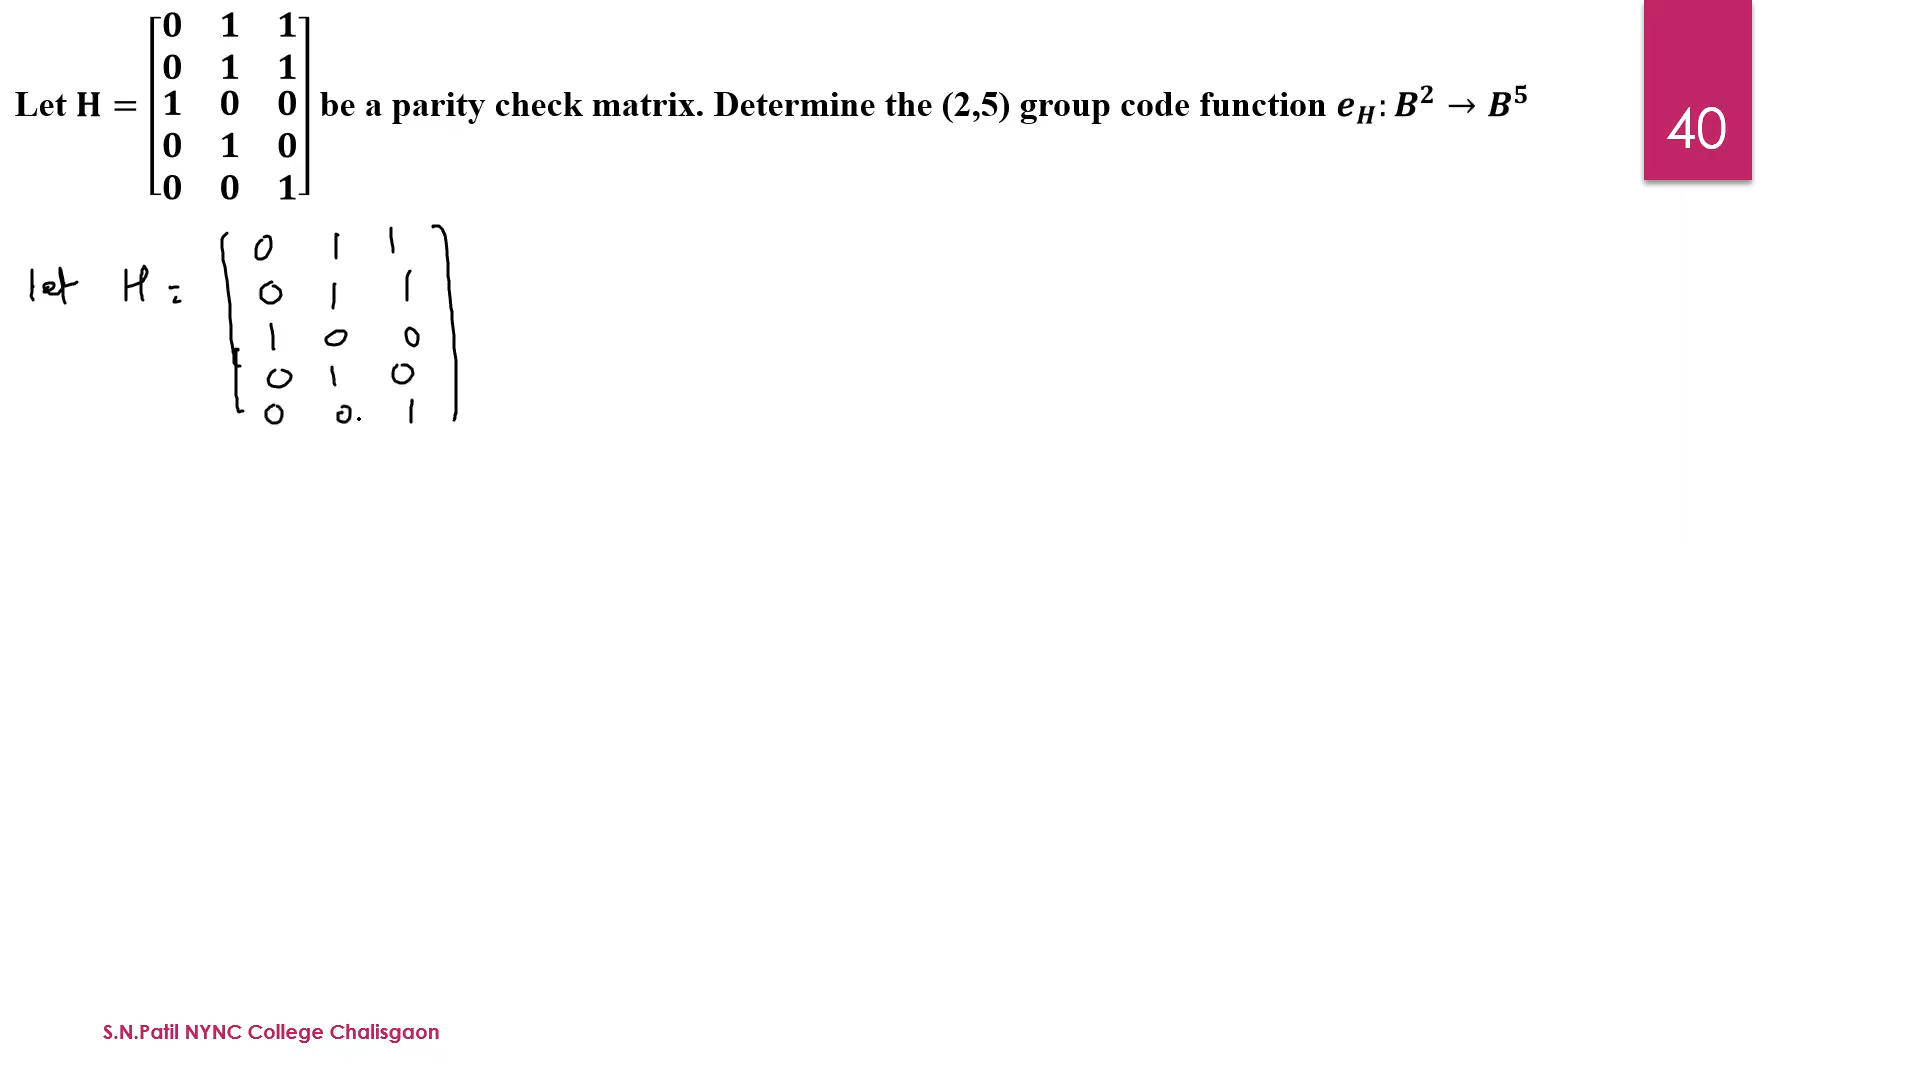 0 1 1
0 1 1
Let H = 1 0 0 be a parity check matrix. Determine the (2,5) group code function e_H: B² → B⁵
0 1 0
0 0 1
40
0 1 1
let H = 0 1 1
1 0 0
0 1 0
0 0. 1
S.N.Patil NYNC College Chalisgaon